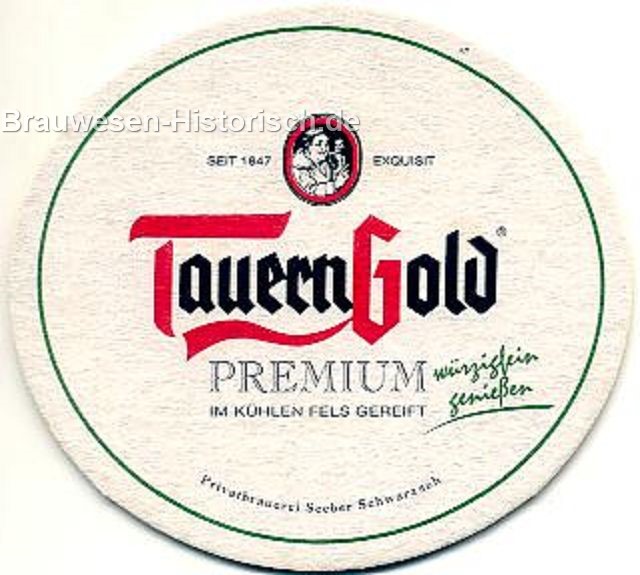 Brauwesen-Historisch.de
SEIT 1847 EXQUISIT
TauernGold®
PREMIUM
würzigfein
genießen
IM KÜHLEN FELS GEREIFT
Privatbrauerei Seeber Schwarzach